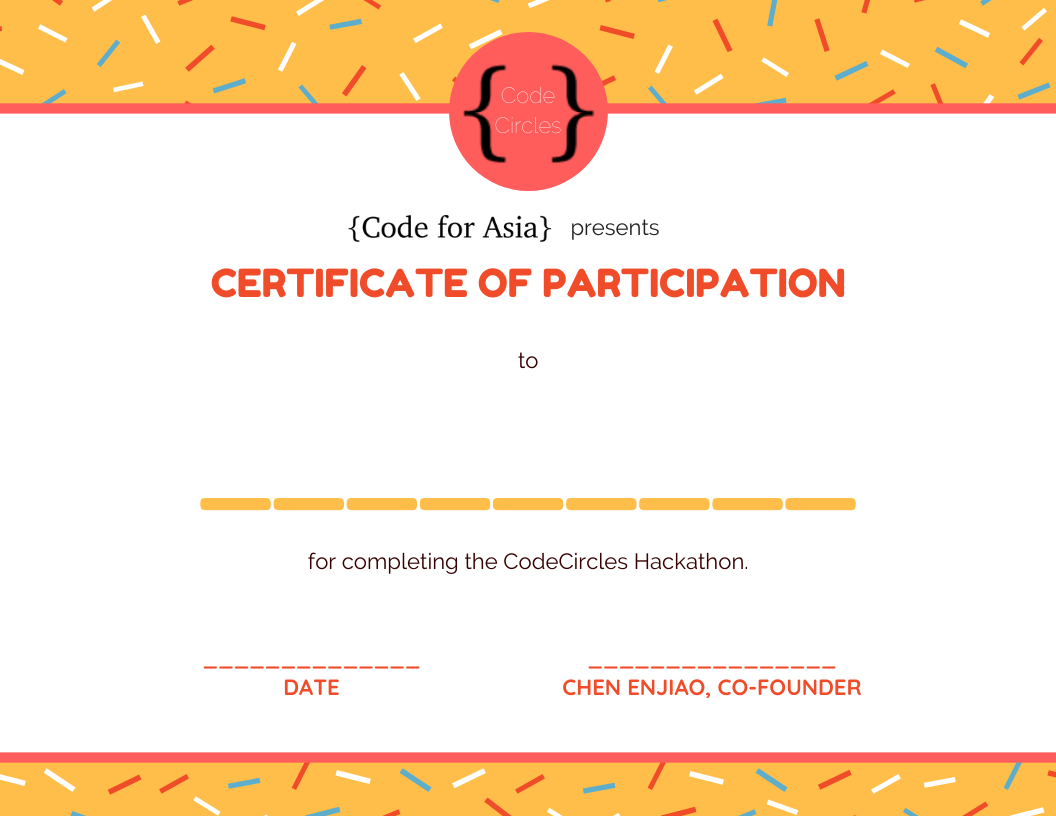 {Code
Circles}
{Code for Asia} presents
CERTIFICATE OF PARTICIPATION
to
for completing the CodeCircles Hackathon.
DATE
CHEN ENJIAO, CO-FOUNDER